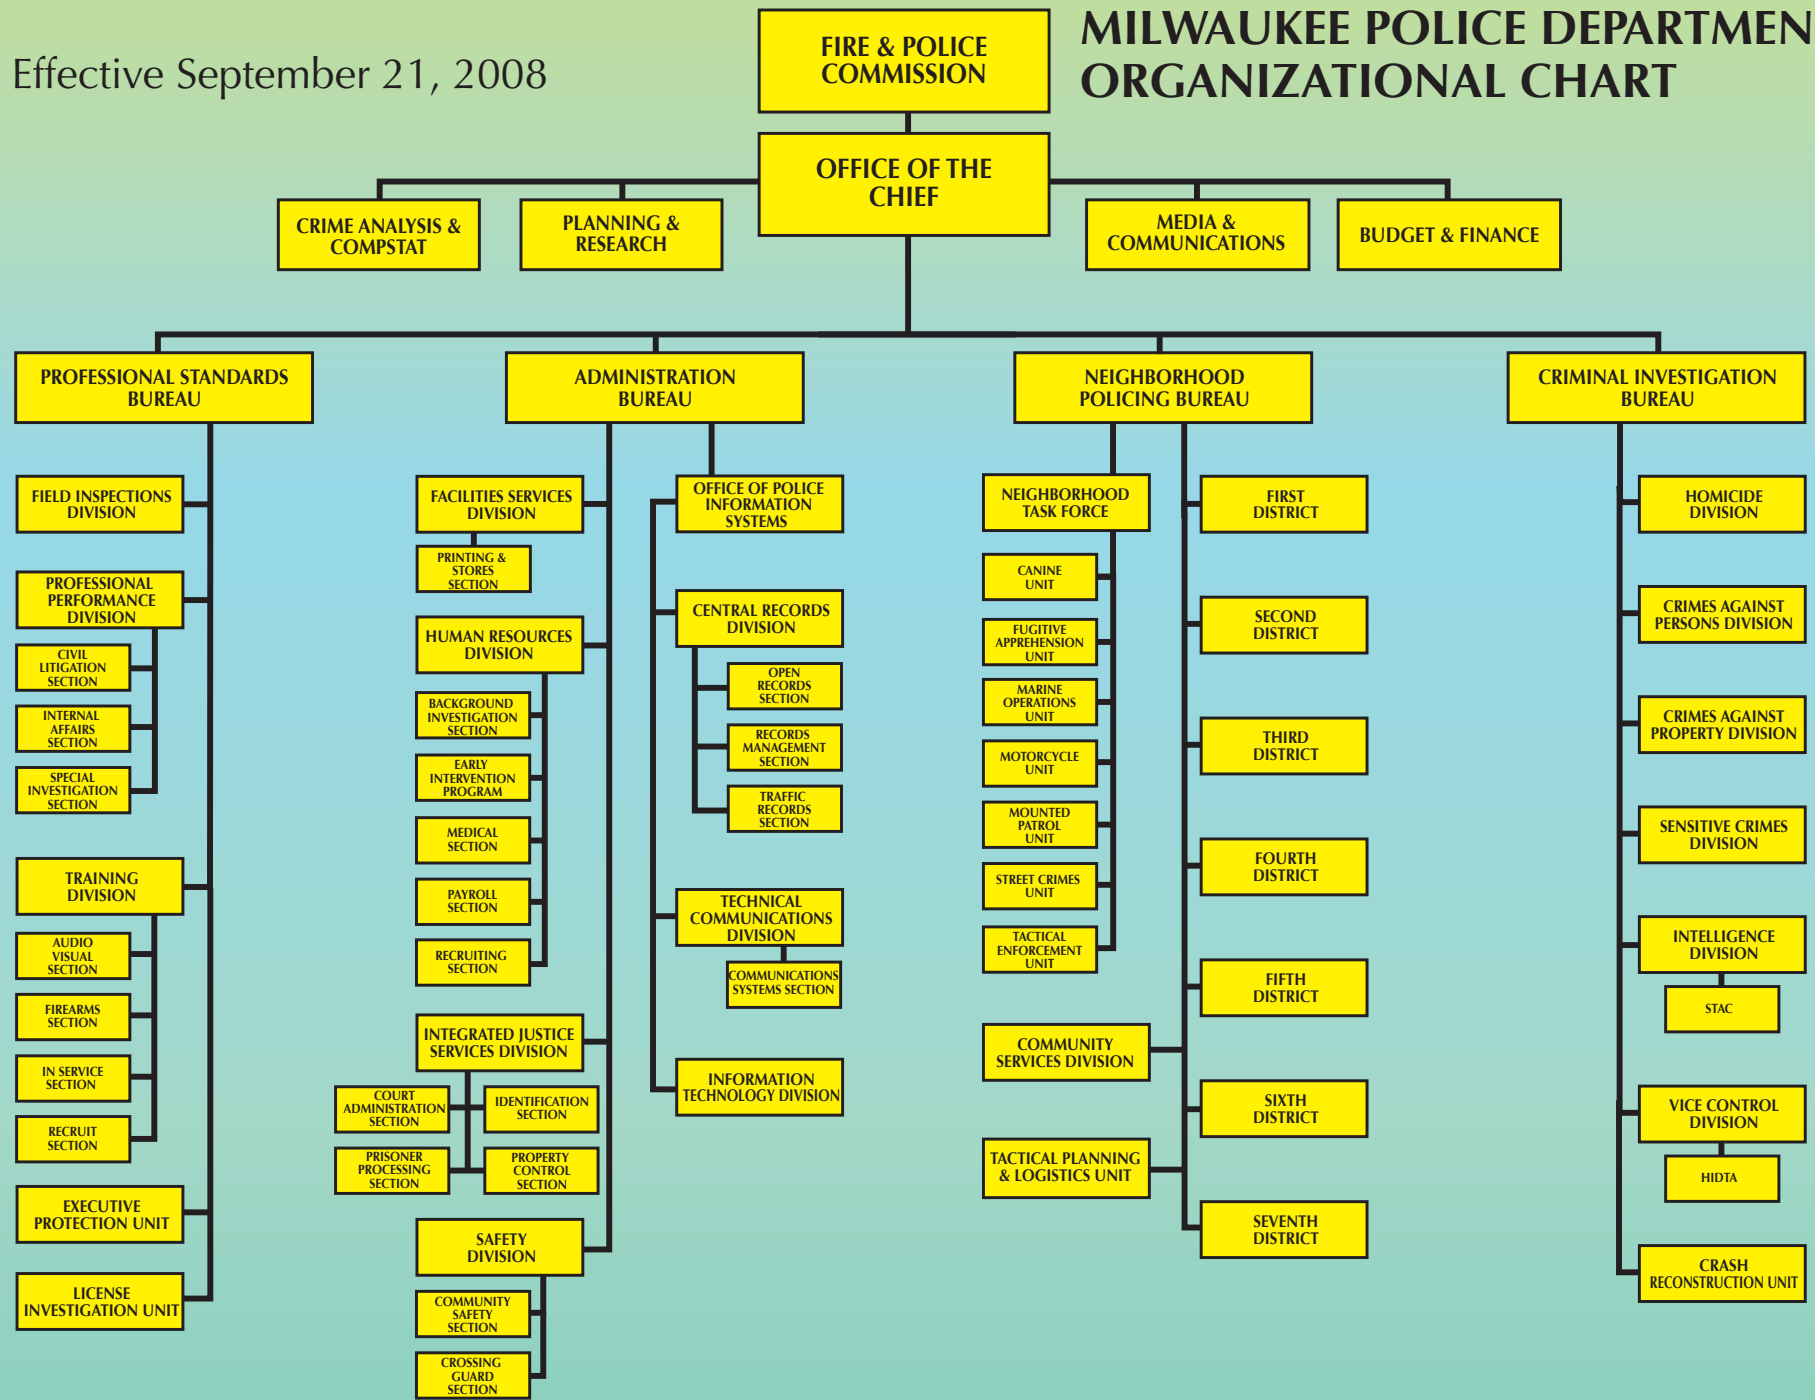 Effective September 21, 2008
MILWAUKEE POLICE DEPARTMEN
ORGANIZATIONAL CHART
FIRE & POLICE
COMMISSION
OFFICE OF THE
CHIEF
CRIME ANALYSIS &
COMPSTAT
PLANNING &
RESEARCH
MEDIA &
COMMUNICATIONS
BUDGET & FINANCE
PROFESSIONAL STANDARDS
BUREAU
ADMINISTRATION
BUREAU
NEIGHBORHOOD
POLICING BUREAU
CRIMINAL INVESTIGATION
BUREAU
FIELD INSPECTIONS
DIVISION
PROFESSIONAL
PERFORMANCE
DIVISION
CIVIL
LITIGATION
SECTION
INTERNAL
AFFAIRS
SECTION
SPECIAL
INVESTIGATION
SECTION
TRAINING
DIVISION
AUDIO
VISUAL
SECTION
FIREARMS
SECTION
IN SERVICE
SECTION
RECRUIT
SECTION
EXECUTIVE
PROTECTION UNIT
LICENSE
INVESTIGATION UNIT
FACILITIES SERVICES
DIVISION
PRINTING &
STORES
SECTION
HUMAN RESOURCES
DIVISION
BACKGROUND
INVESTIGATION
SECTION
EARLY
INTERVENTION
PROGRAM
MEDICAL
SECTION
PAYROLL
SECTION
RECRUITING
SECTION
INTEGRATED JUSTICE
SERVICES DIVISION
COURT
ADMINISTRATION
SECTION
IDENTIFICATION
SECTION
PRISONER
PROCESSING
SECTION
PROPERTY
CONTROL
SECTION
SAFETY
DIVISION
COMMUNITY
SAFETY
SECTION
CROSSING
GUARD
SECTION
OFFICE OF POLICE
INFORMATION
SYSTEMS
CENTRAL RECORDS
DIVISION
OPEN
RECORDS
SECTION
RECORDS
MANAGEMENT
SECTION
TRAFFIC
RECORDS
SECTION
TECHNICAL
COMMUNICATIONS
DIVISION
COMMUNICATIONS
SYSTEMS SECTION
INFORMATION
TECHNOLOGY DIVISION
NEIGHBORHOOD
TASK FORCE
CANINE
UNIT
FUGITIVE
APPREHENSION
UNIT
MARINE
OPERATIONS
UNIT
MOTORCYCLE
UNIT
MOUNTED
PATROL
UNIT
STREET CRIMES
UNIT
TACTICAL
ENFORCEMENT
UNIT
COMMUNITY
SERVICES DIVISION
TACTICAL PLANNING
& LOGISTICS UNIT
FIRST
DISTRICT
SECOND
DISTRICT
THIRD
DISTRICT
FOURTH
DISTRICT
FIFTH
DISTRICT
SIXTH
DISTRICT
SEVENTH
DISTRICT
HOMICIDE
DIVISION
CRIMES AGAINST
PERSONS DIVISION
CRIMES AGAINST
PROPERTY DIVISION
SENSITIVE CRIMES
DIVISION
INTELLIGENCE
DIVISION
STAC
VICE CONTROL
DIVISION
HIDTA
CRASH
RECONSTRUCTION UNIT